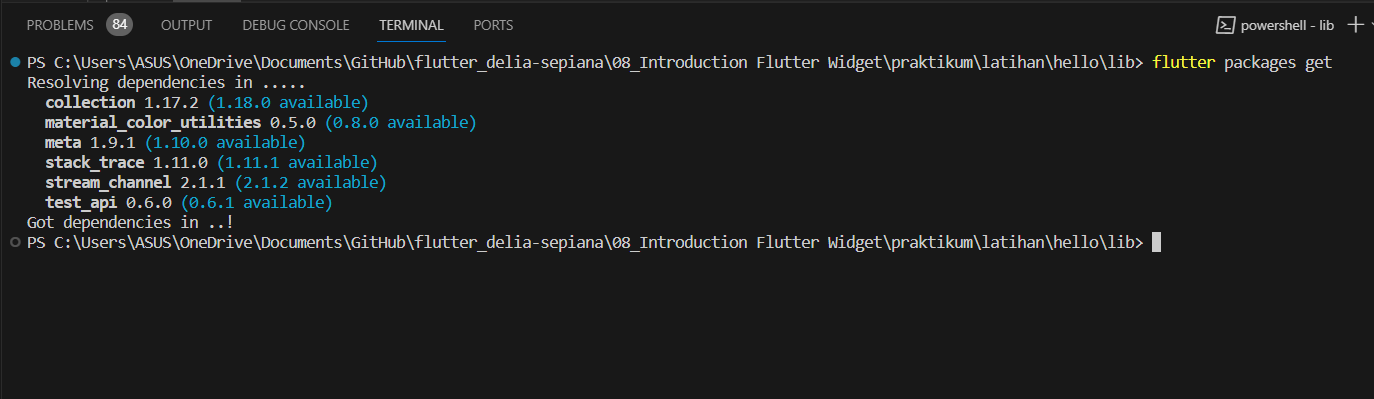 PROBLEMS 84 OUTPUT DEBUG CONSOLE TERMINAL PORTS powershell - lib
PS C:\Users\ASUS\OneDrive\Documents\GitHub\flutter_delia-sepiana\08_Introduction Flutter Widget\praktikum\latihan\hello\lib> flutter packages get
Resolving dependencies in .....
collection 1.17.2 (1.18.0 available)
material_color_utilities 0.5.0 (0.8.0 available)
meta 1.9.1 (1.10.0 available)
stack_trace 1.11.0 (1.11.1 available)
stream_channel 2.1.1 (2.1.2 available)
test_api 0.6.0 (0.6.1 available)
Got dependencies in ..!
PS C:\Users\ASUS\OneDrive\Documents\GitHub\flutter_delia-sepiana\08_Introduction Flutter Widget\praktikum\latihan\hello\lib>